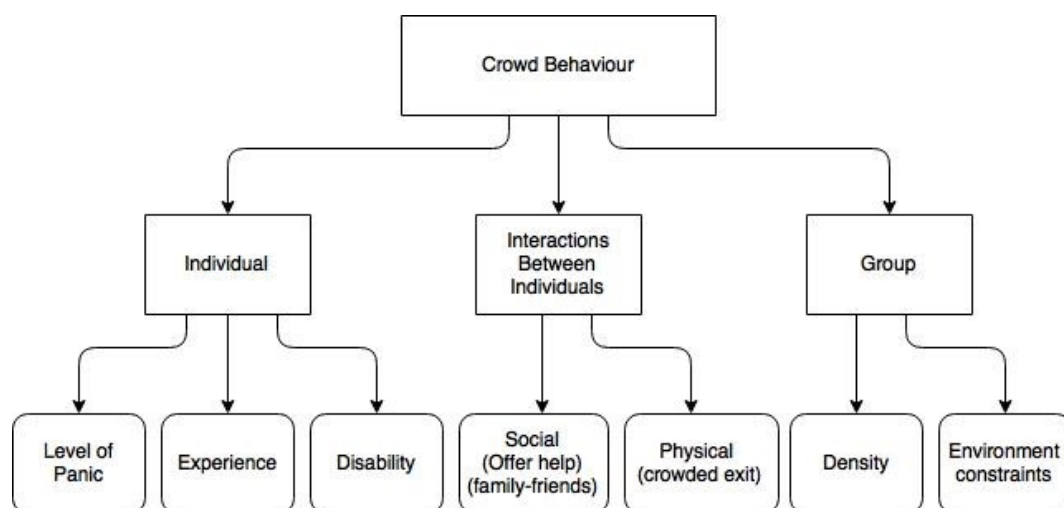 Crowd Behaviour
Individual
Interactions
Between
Individuals
Group
Level of
Panic
Experience
Disability
Social
(Offer help)
(family-friends)
Physical
(crowded exit)
Density
Environment
constraints